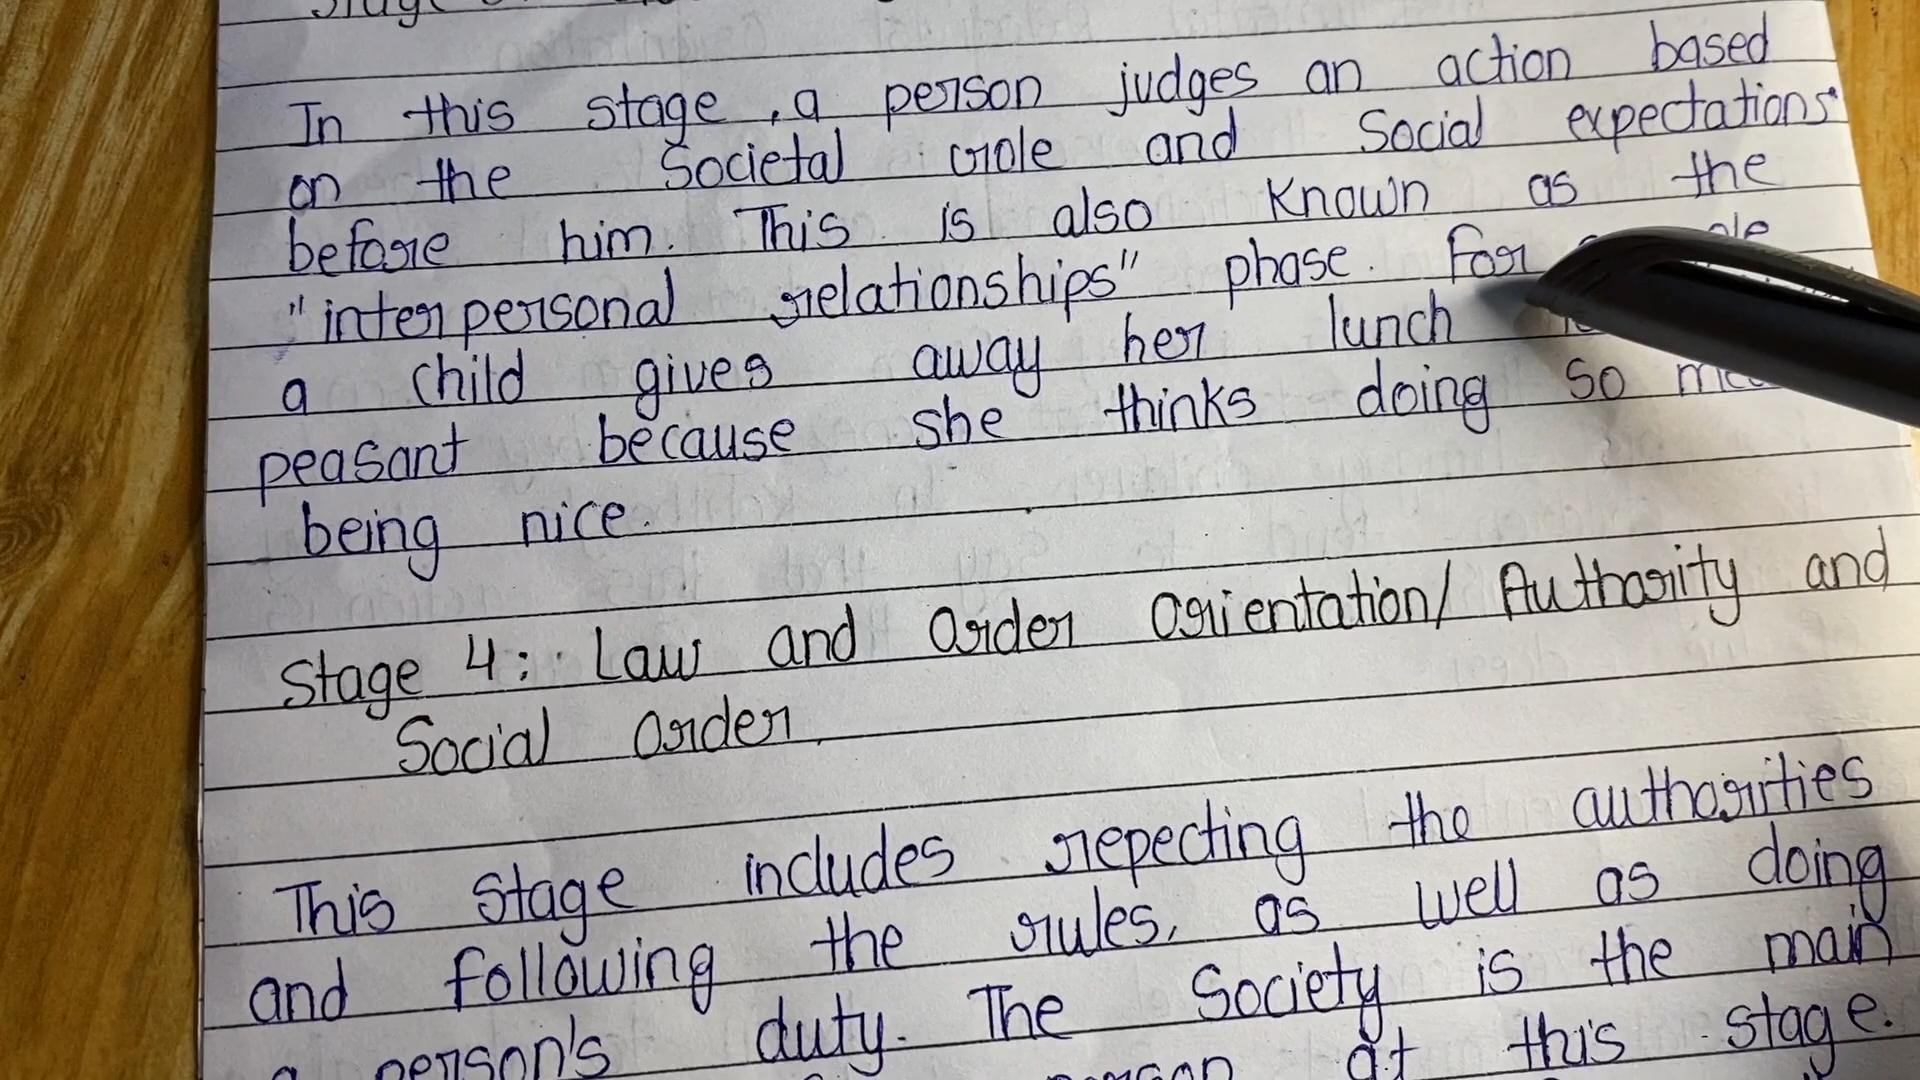 Stage
In this stage, a person judges an action based
on the Societal role and Social expectations
before him. This is also known as the
"interpersonal relationships" phase. For
a child gives away her lunch
peasant because she thinks doing so
being nice.
Stage 4: Law and Order Orientation/ Authority and
Social Order
This stage includes repecting the authorities
and following the rules, as well as doing
a person's duty. The Society is the main
at this stage.